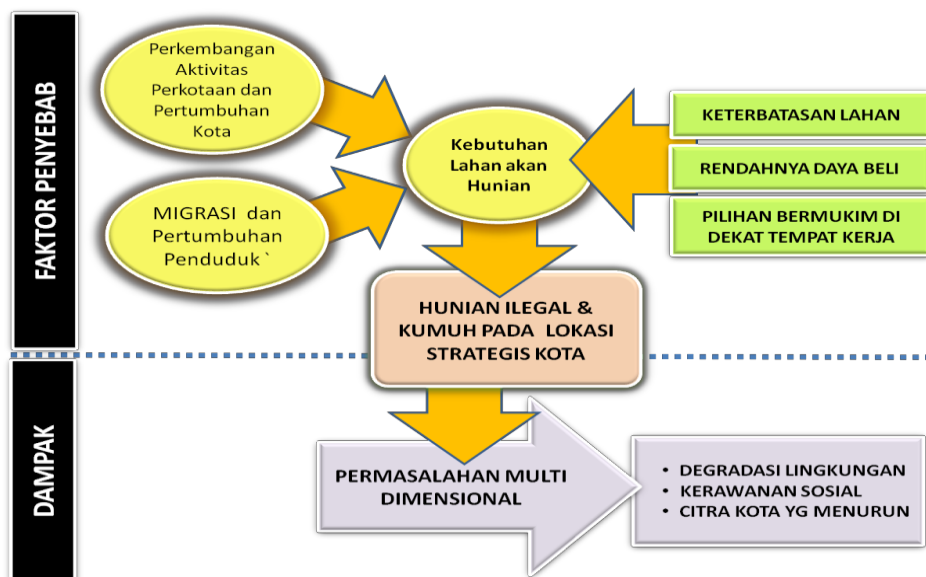 FAKTOR PENYEBAB
Perkembangan
Aktivitas
Perkotaan dan
Pertumbuhan
Kota
MIGRASI dan
Pertumbuhan
Penduduk `
Kebutuhan
Lahan akan
Hunian
KETERBATASAN LAHAN
RENDAHNYA DAYA BELI
PILIHAN BERMUKIM DI
DEKAT TEMPAT KERJA
HUNIAN ILEGAL &
KUMUH PADA LOKASI
STRATEGIS KOTA
DAMPAK
PERMASALAHAN MULTI
DIMENSIONAL
• DEGRADASI LINGKUNGAN
• KERAWANAN SOSIAL
• CITRA KOTA YG MENURUN